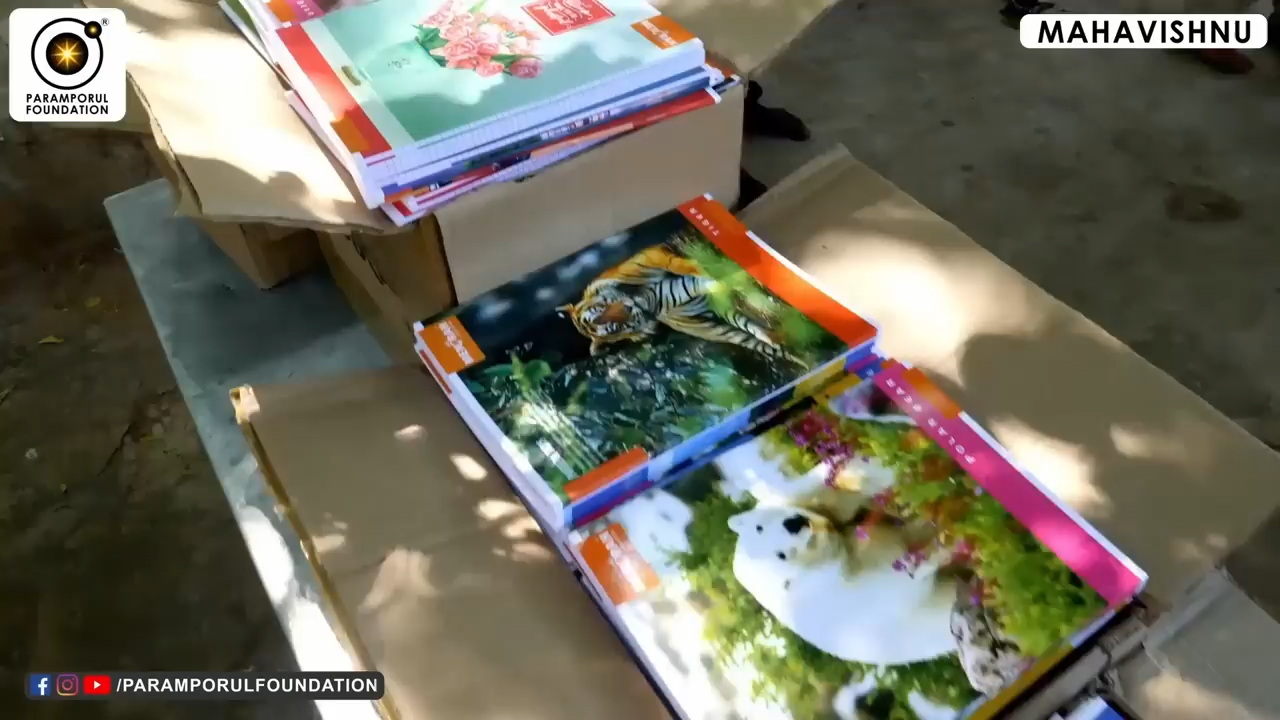 PARAMPORUL
FOUNDATION
®
MAHAVISHNU
TIGER
POLAR BEAR
/PARAMPORULFOUNDATION